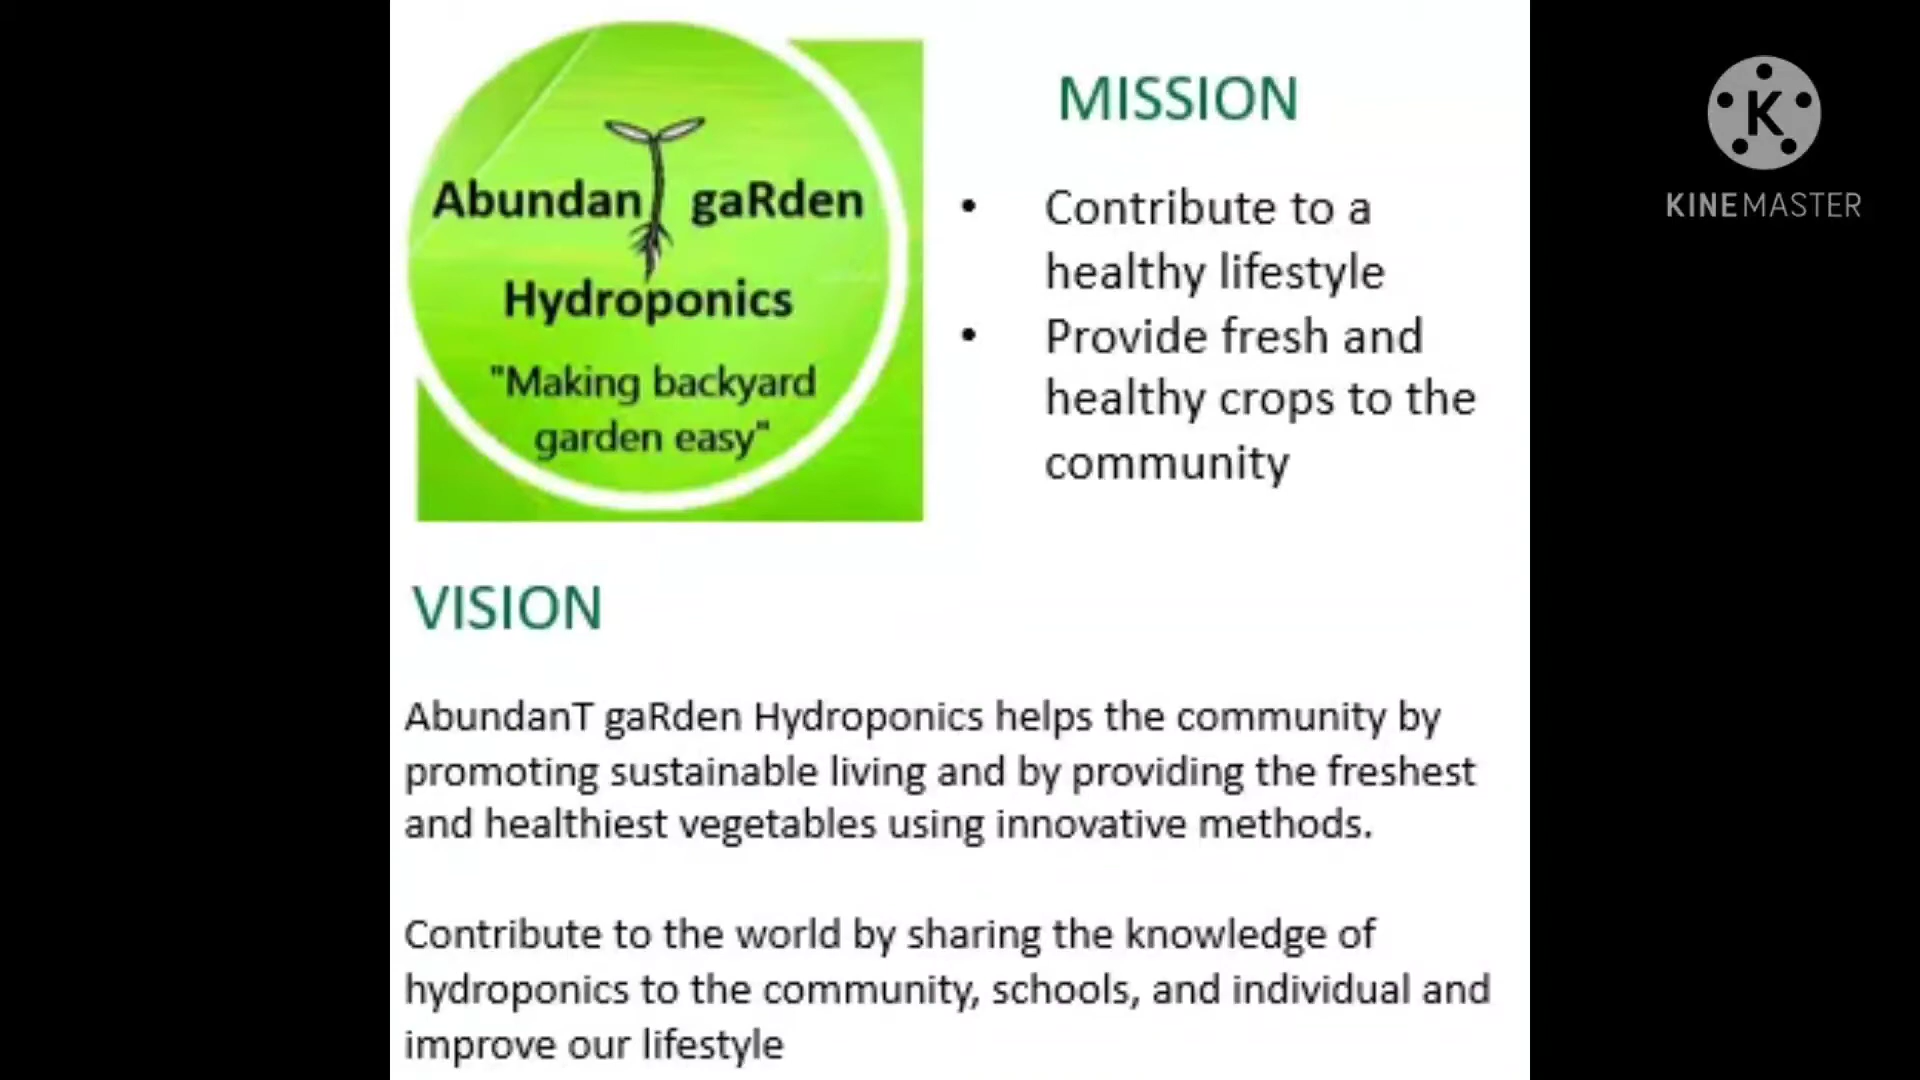 Abundan gaRden
Hydroponics
"Making backyard
garden easy"
MISSION
• Contribute to a
healthy lifestyle
• Provide fresh and
healthy crops to the
community
VISION
AbundanT gaRden Hydroponics helps the community by
promoting sustainable living and by providing the freshest
and healthiest vegetables using innovative methods.
Contribute to the world by sharing the knowledge of
hydroponics to the community, schools, and individual and
improve our lifestyle
K
KINEMASTER